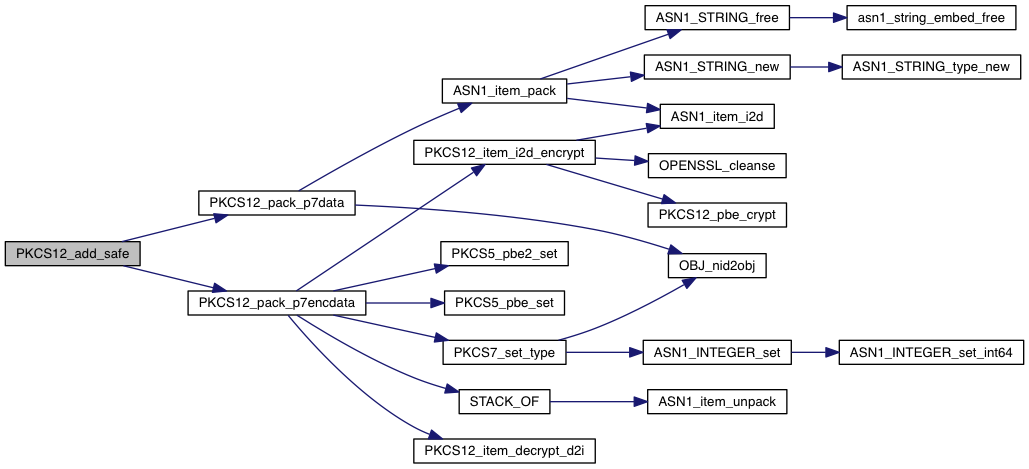 ASN1_STRING_free
asn1_string_embed_free
ASN1_STRING_new
ASN1_STRING_type_new
ASN1_item_pack
ASN1_item_i2d
PKCS12_item_i2d_encrypt
OPENSSL_cleanse
PKCS12_pack_p7data
PKCS12_pbe_crypt
PKCS12_add_safe
PKCS5_pbe2_set
OBJ_nid2obj
PKCS12_pack_p7encdata
PKCS5_pbe_set
PKCS7_set_type
ASN1_INTEGER_set
ASN1_INTEGER_set_int64
STACK_OF
ASN1_item_unpack
PKCS12_item_decrypt_d2i